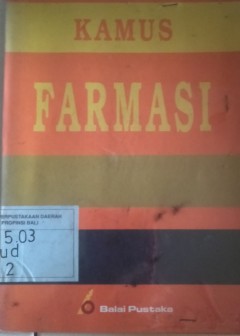 KAMUS
FARMASI
PERPUSTAKAAN DAERAH
PROPINSI BALI
5.03
ud
2
Balai Pustaka